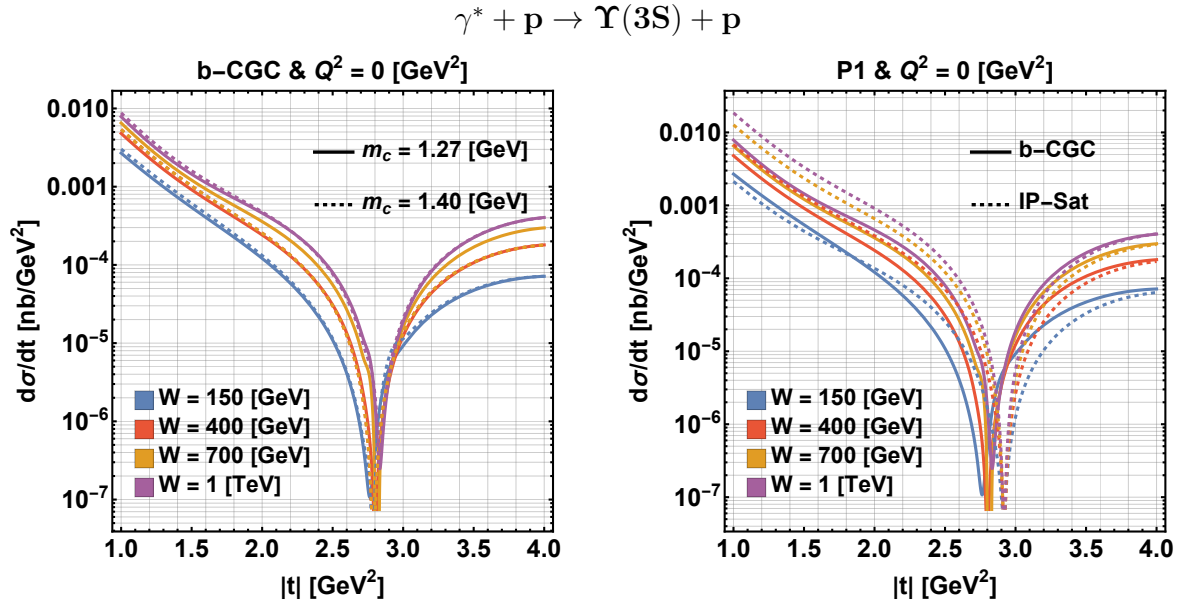 γ* + p → Υ(3S) + p
b−CGC & Q² = 0 [GeV²]
dσ/dt [nb/GeV²]
0.010
0.001
10⁻⁴
10⁻⁵
10⁻⁶
10⁻⁷
m_c = 1.27 [GeV]
m_c = 1.40 [GeV]
W = 150 [GeV]
W = 400 [GeV]
W = 700 [GeV]
W = 1 [TeV]
1.0 1.5 2.0 2.5 3.0 3.5 4.0
|t| [GeV²]
P1 & Q² = 0 [GeV²]
dσ/dt [nb/GeV²]
0.010
0.001
10⁻⁴
10⁻⁵
10⁻⁶
10⁻⁷
b−CGC
IP−Sat
W = 150 [GeV]
W = 400 [GeV]
W = 700 [GeV]
W = 1 [TeV]
1.0 1.5 2.0 2.5 3.0 3.5 4.0
|t| [GeV²]